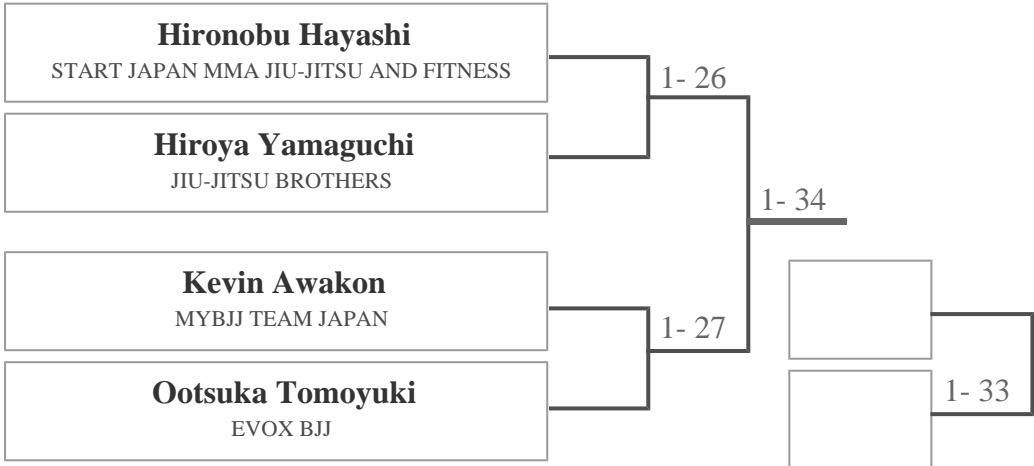 Hironobu Hayashi
START JAPAN MMA JIU-JITSU AND FITNESS
1- 26
Hiroya Yamaguchi
JIU-JITSU BROTHERS
1- 34
Kevin Awakon
MYBJJ TEAM JAPAN
1- 27
Ootsuka Tomoyuki
EVOX BJJ
1- 33